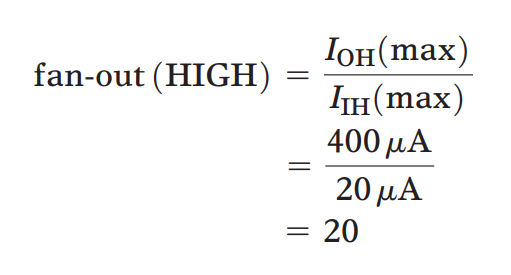 fan-out (HIGH) = I_OH(max) / I_IH(max)
= 400 μA / 20 μA
= 20